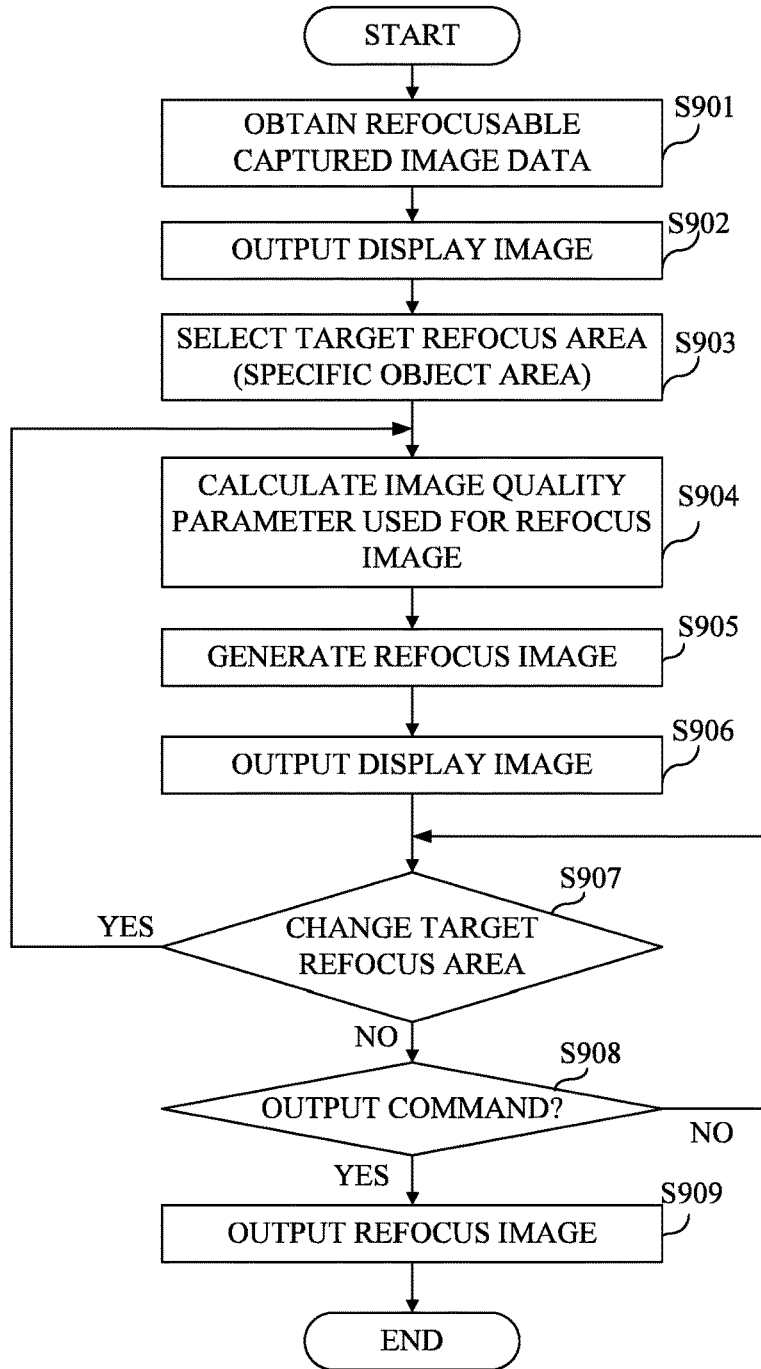 START
S901
OBTAIN REFOCUSABLE
CAPTURED IMAGE DATA
S902
OUTPUT DISPLAY IMAGE
SELECT TARGET REFOCUS AREA
(SPECIFIC OBJECT AREA)
S903
CALCULATE IMAGE QUALITY
PARAMETER USED FOR REFOCUS
IMAGE
S904
S905
GENERATE REFOCUS IMAGE
S906
OUTPUT DISPLAY IMAGE
S907
YES
CHANGE TARGET
REFOCUS AREA
NO
S908
OUTPUT COMMAND?
NO
YES
S909
OUTPUT REFOCUS IMAGE
END